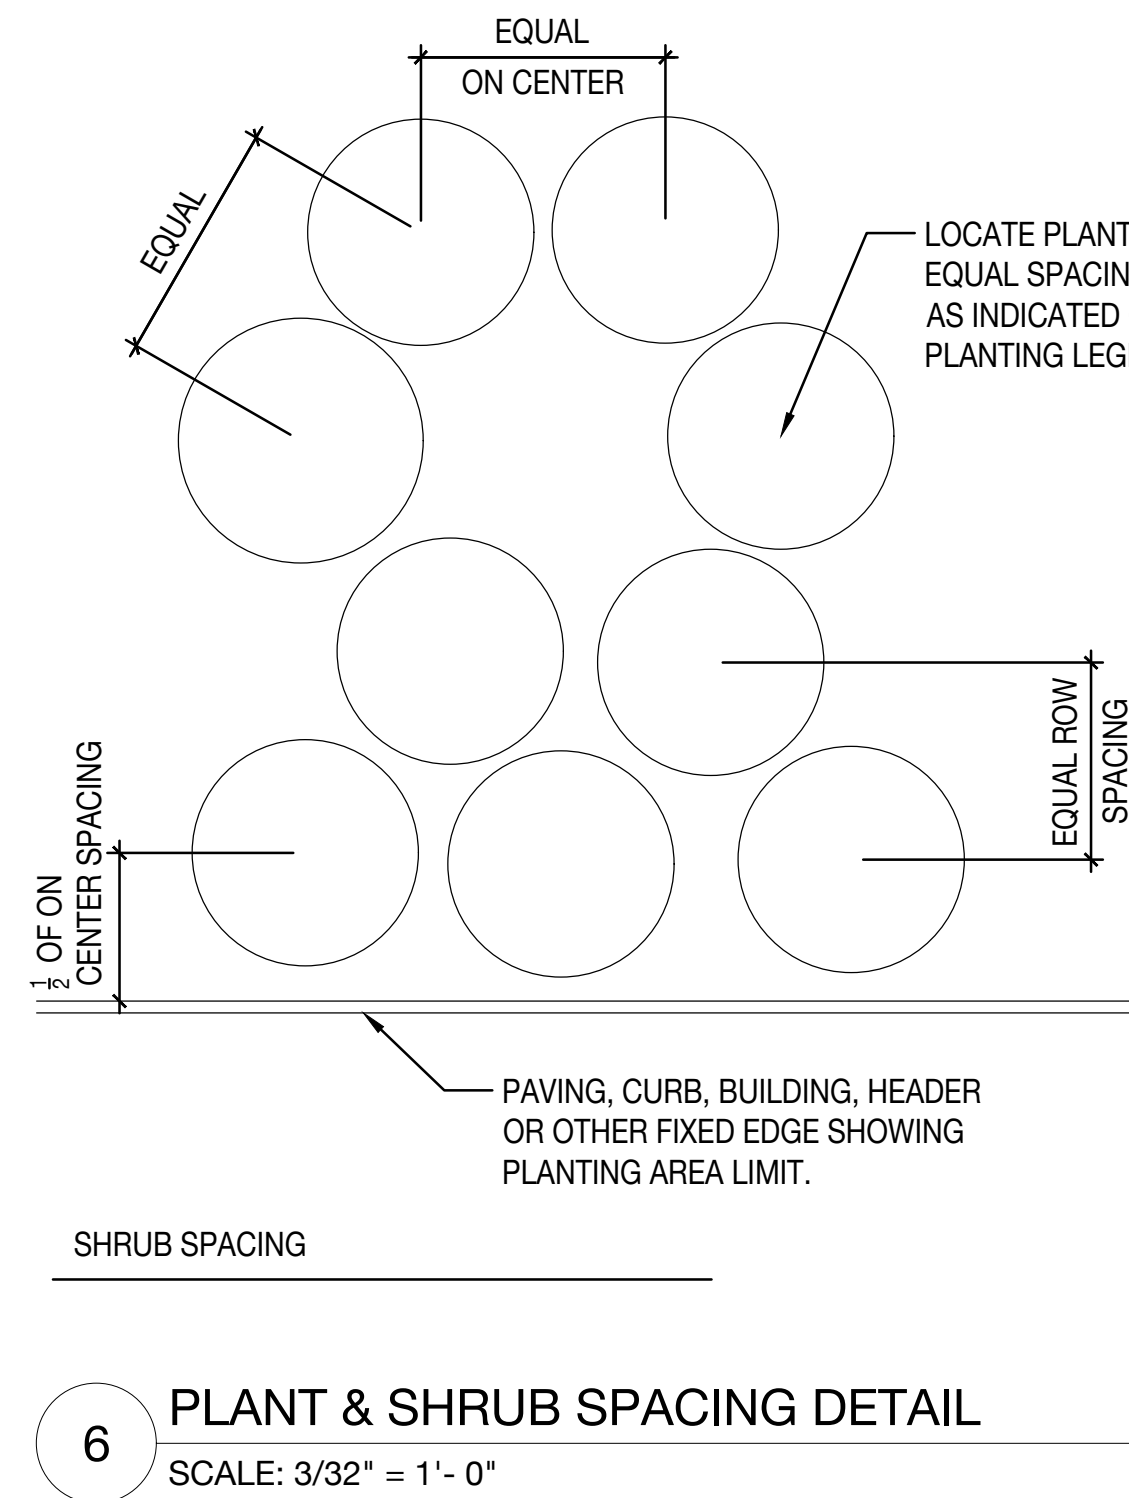 EQUAL
ON CENTER
EQUAL
LOCATE PLANT
EQUAL
AS INDICATED
PLANTING
EQUAL ROW
SPACING
1/2 OF ON
CENTER SPACING
PAVING, CURB, BUILDING, HEADER
OR OTHER FIXED EDGE SHOWING
PLANTING AREA LIMIT.
SHRUB SPACING
6
PLANT & SHRUB SPACING DETAIL
SCALE: 3/32" = 1'- 0"